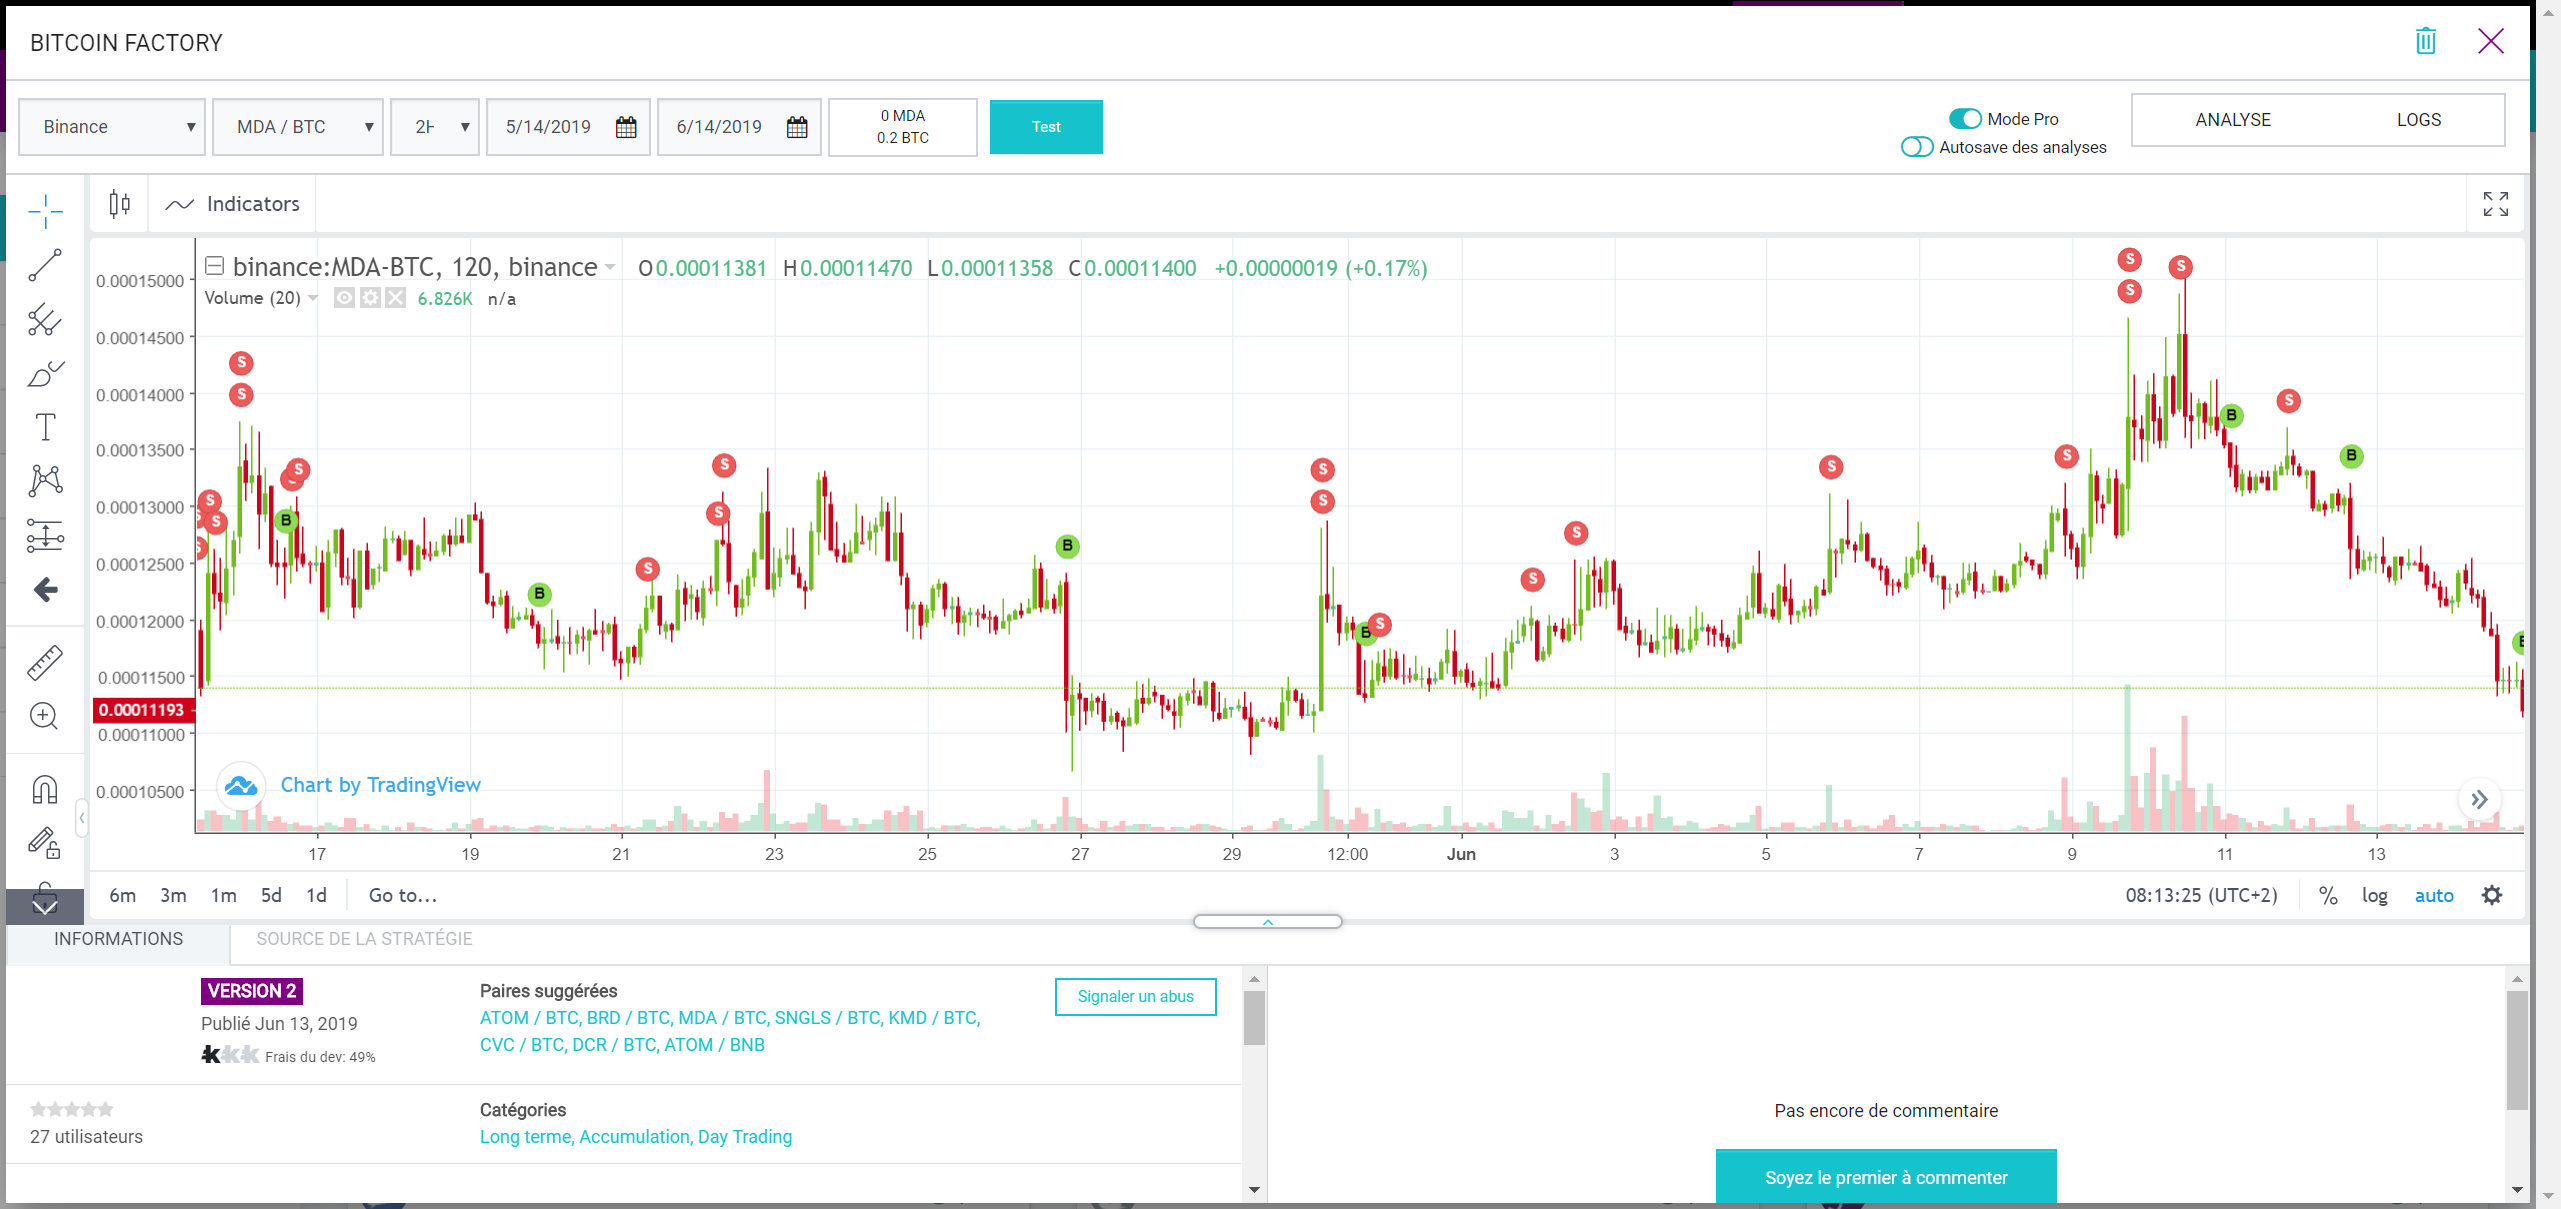 BITCOIN FACTORY
Binance
MDA / BTC
5/14/2019
6/14/2019
0 MDA
0.2 BTC
Test
Mode Pro
Autosave des analyses
ANALYSE
LOGS
Indicators
binance:MDA-BTC, 120, binance O0.00011381 H0.00011470 L0.00011358 C0.00011400 +0.00000019 (+0.17%)
Volume (20) 6.826K n/a
0.00015000
0.00014500
0.00014000
0.00013500
0.00013000
0.00012500
0.00012000
0.00011500
0.00011193
0.00011000
0.00010500
S
S
S
S
S
S
B
B
S
S
S
B
S
S
B
S
S
S
S
S
S
S
S
B
S
B
Chart by TradingView
17 19 21 23 25 27 29 12:00 Jun 3 5 7 9 11 13
6m 3m 1m 5d 1d Go to...
08:13:25 (UTC+2) % log auto
INFORMATIONS
SOURCE DE LA STRATÉGIE
VERSION 2
Publié Jun 13, 2019
Frais du dev: 49%
Paires suggérées
ATOM / BTC, BRD / BTC, MDA / BTC, SNGLS / BTC, KMD / BTC,
CVC / BTC, DCR / BTC, ATOM / BNB
Signaler un abus
27 utilisateurs
Catégories
Long terme, Accumulation, Day Trading
Pas encore de commentaire
Soyez le premier à commenter